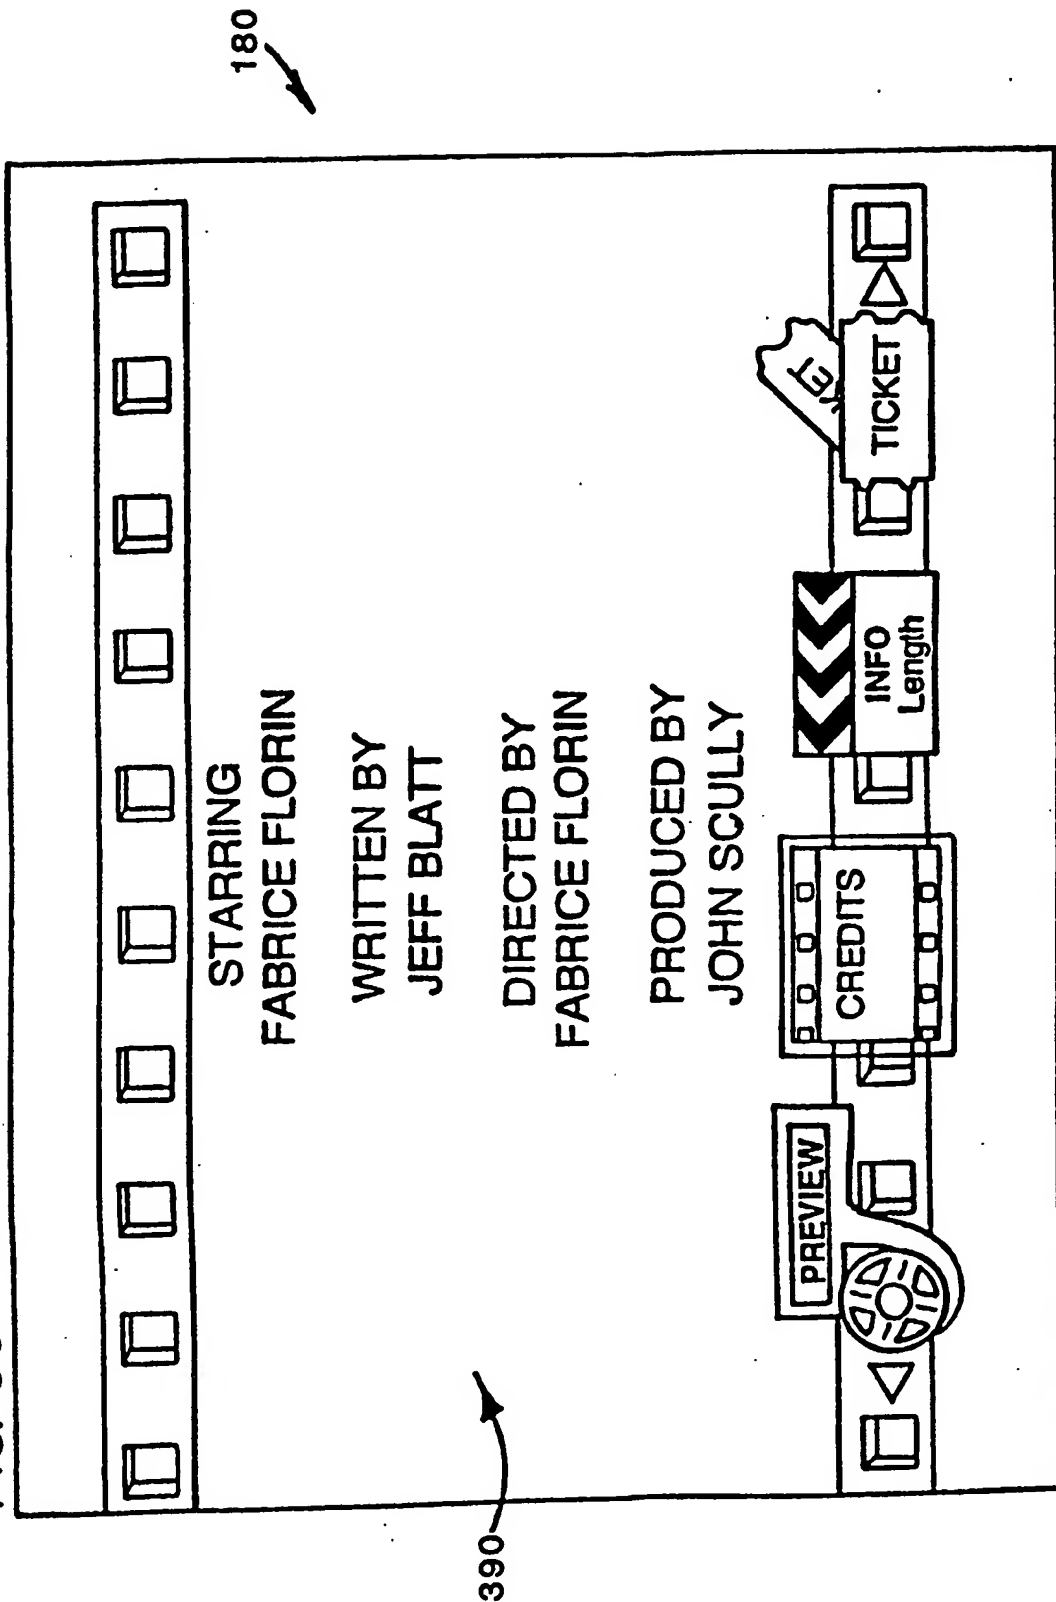 180
STARRING
FABRICE FLORIN
WRITTEN BY
JEFF BLATT
DIRECTED BY
FABRICE FLORIN
PRODUCED BY
JOHN SCULLY
PREVIEW
CREDITS
INFO
Length
TICKET
390